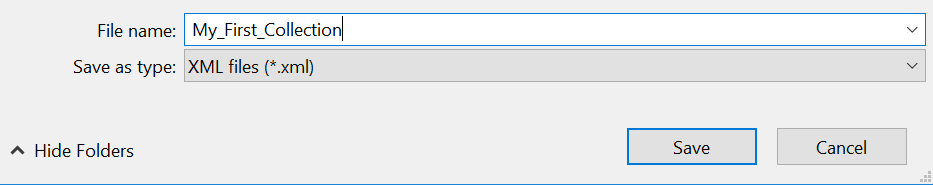 File name: My_First_Collection
Save as type: XML files (*.xml)
Hide Folders Save Cancel